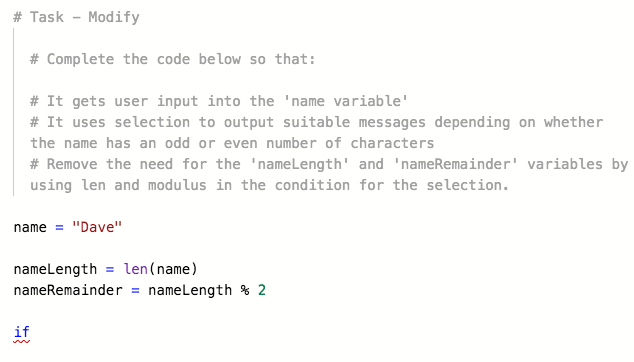 # Task - Modify
# Complete the code below so that:
# It gets user input into the 'name variable'
# It uses selection to output suitable messages depending on whether
the name has an odd or even number of characters
# Remove the need for the 'nameLength' and 'nameRemainder' variables by
using len and modulus in the condition for the selection.
name = "Dave"
nameLength = len(name)
nameRemainder = nameLength % 2
if